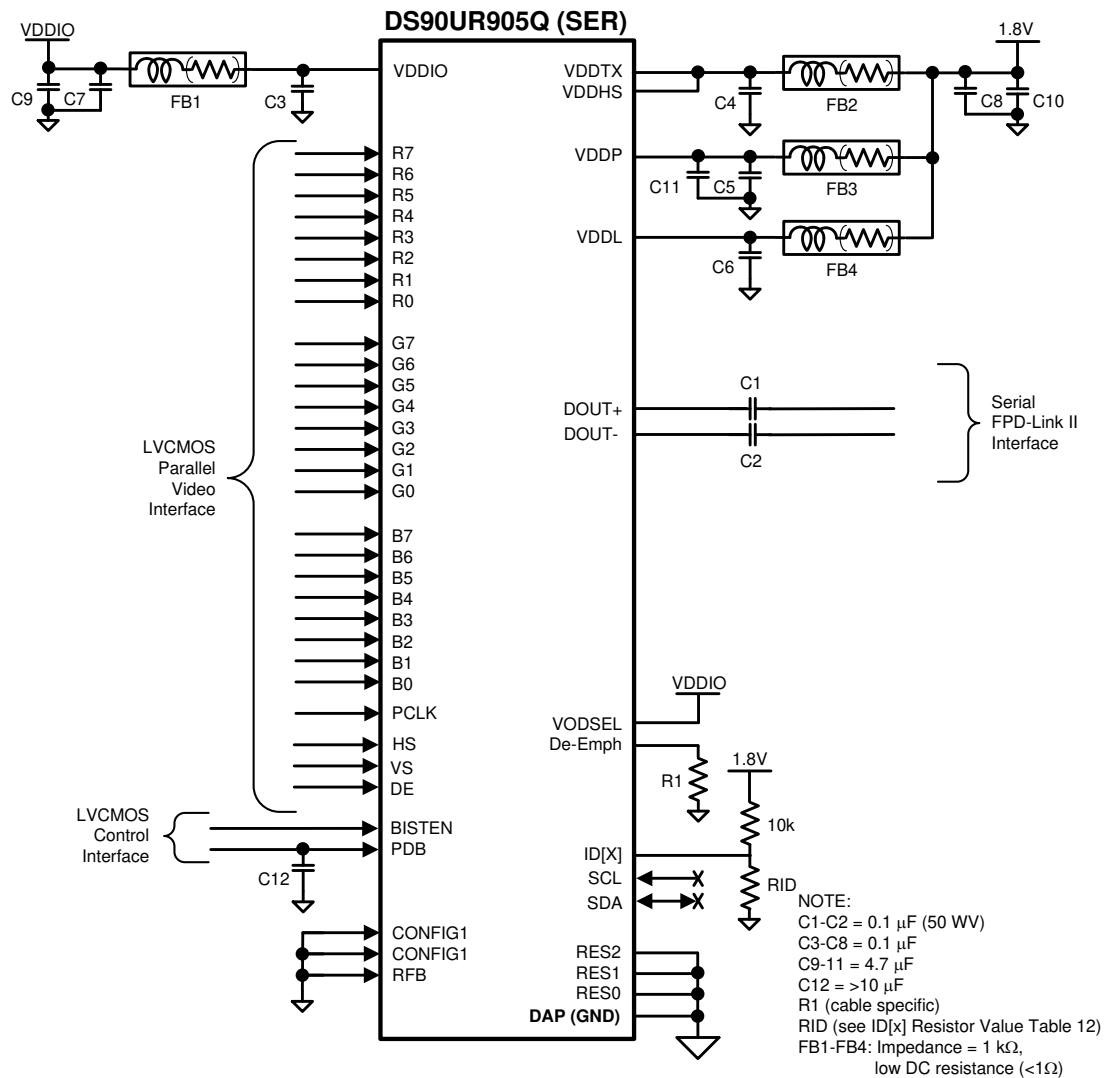 DS90UR905Q (SER)
VDDIO
C9
C7
FB1
C3
VDDIO
VDDTX
VDDHS
C4
FB2
1.8V
C8
C10
VDDP
C11
C5
FB3
VDDL
C6
FB4
R7
R6
R5
R4
R3
R2
R1
R0
G7
G6
G5
G4
G3
G2
G1
G0
B7
B6
B5
B4
B3
B2
B1
B0
PCLK
HS
VS
DE
LVCMOS
Parallel
Video
Interface
DOUT+
DOUT-
C1
C2
Serial
FPD-Link II
Interface
VDDIO
VODSEL
De-Emph
R1
1.8V
10k
ID[X]
RID
SCL
SDA
LVCMOS
Control
Interface
BISTEN
PDB
C12
CONFIG1
CONFIG1
RFB
RES2
RES1
RES0
DAP (GND)
NOTE:
C1-C2 = 0.1 μF (50 WV)
C3-C8 = 0.1 μF
C9-11 = 4.7 μF
C12 = >10 μF
R1 (cable specific)
RID (see ID[x] Resistor Value Table 12)
FB1-FB4: Impedance = 1 kΩ,
low DC resistance (<1Ω)